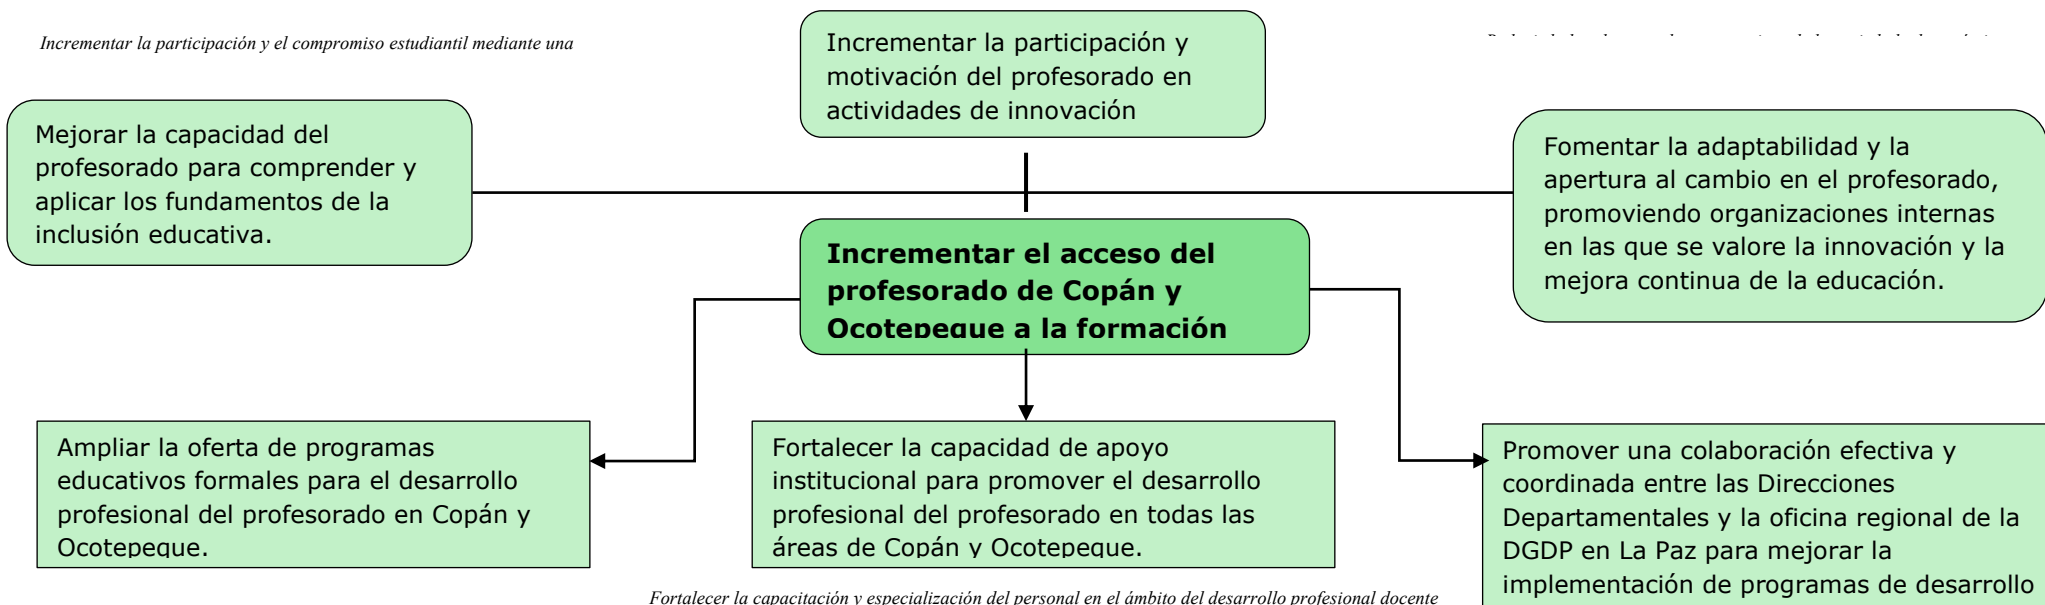 Incrementar la participación y el compromiso estudiantil mediante una
Incrementar la participación y
motivación del profesorado en
actividades de innovación
Mejorar la capacidad del
profesorado para comprender y
aplicar los fundamentos de la
inclusión educativa.
Fomentar la adaptabilidad y la
apertura al cambio en el profesorado,
promoviendo organizaciones internas
en las que se valore la innovación y la
mejora continua de la educación.
Incrementar el acceso del
profesorado de Copán y
Ocotepeque a la formación
Ampliar la oferta de programas
educativos formales para el desarrollo
profesional del profesorado en Copán y
Ocotepeque.
Fortalecer la capacidad de apoyo
institucional para promover el desarrollo
profesional del profesorado en todas las
áreas de Copán y Ocotepeque.
Promover una colaboración efectiva y
coordinada entre las Direcciones
Departamentales y la oficina regional de la
DGDP en La Paz para mejorar la
implementación de programas de desarrollo
Fortalecer la capacitación y especialización del personal en el ámbito del desarrollo profesional docente